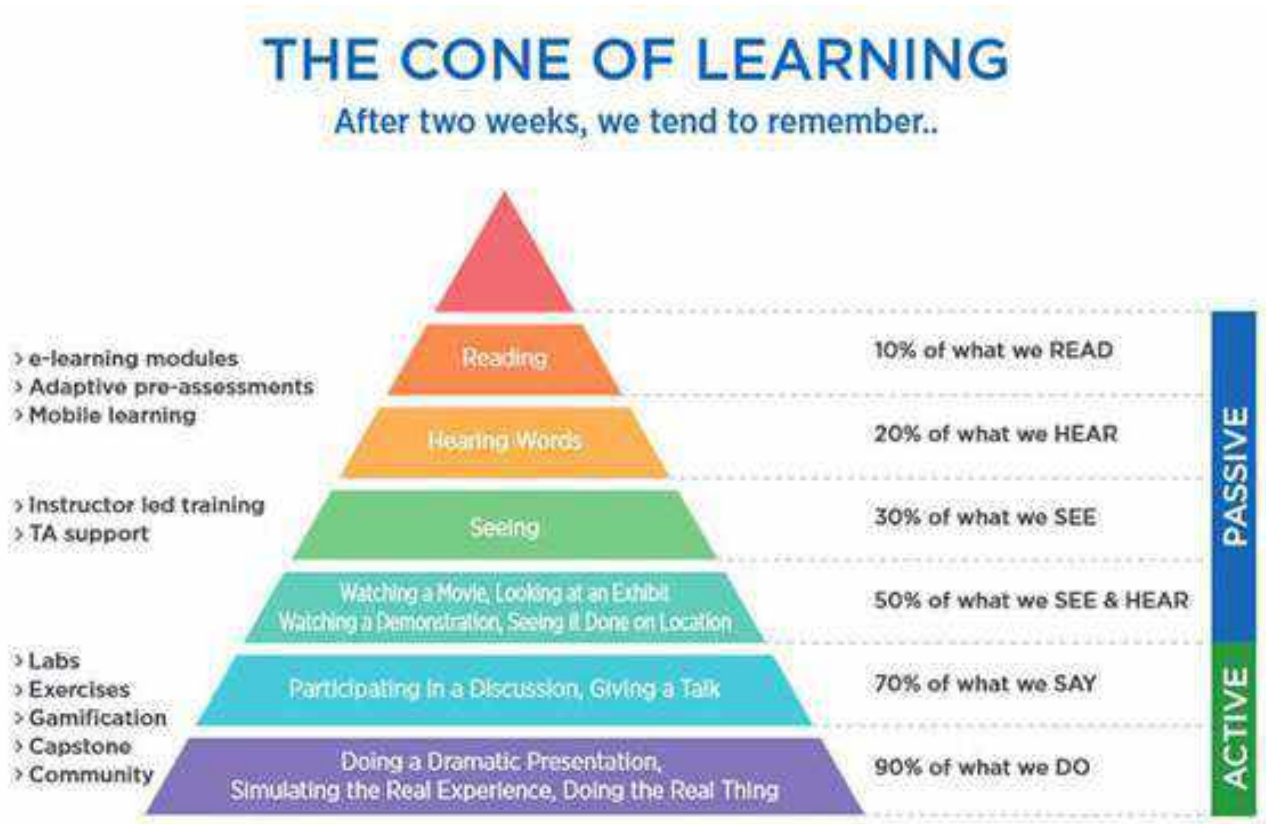 THE CONE OF LEARNING
After two weeks, we tend to remember..
> e-learning modules
> Adaptive pre-assessments
> Mobile learning
Reading
10% of what we READ
Hearing Words
20% of what we HEAR
> Instructor led training
> TA support
Seeing
30% of what we SEE
Watching a Movie, Looking at an Exhibit
Watching a Demonstration, Seeing it Done on Location
50% of what we SEE & HEAR
PASSIVE
> Labs
> Exercises
> Gamification
> Capstone
> Community
Participating in a Discussion, Giving a Talk
70% of what we SAY
Doing a Dramatic Presentation,
Simulating the Real Experience, Doing the Real Thing
90% of what we DO
ACTIVE